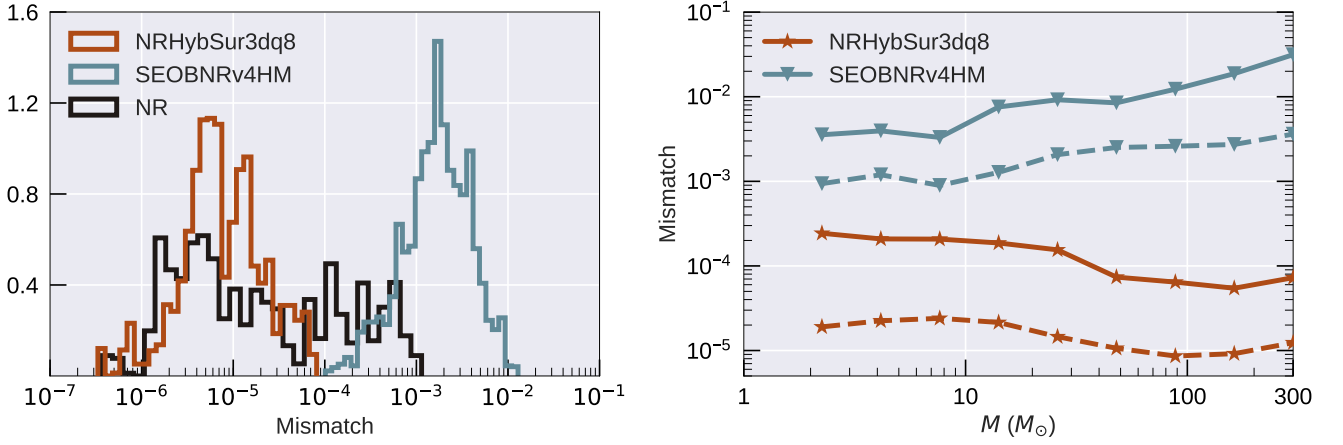 1.6
1.2
0.8
0.4
NRHybSur3dq8
SEOBNRv4HM
NR
10⁻⁷ 10⁻⁶ 10⁻⁵ 10⁻⁴ 10⁻³ 10⁻² 10⁻¹
Mismatch
10⁻¹
10⁻²
10⁻³
10⁻⁴
10⁻⁵
Mismatch
NRHybSur3dq8
SEOBNRv4HM
1 10 100 300
M (M☉)